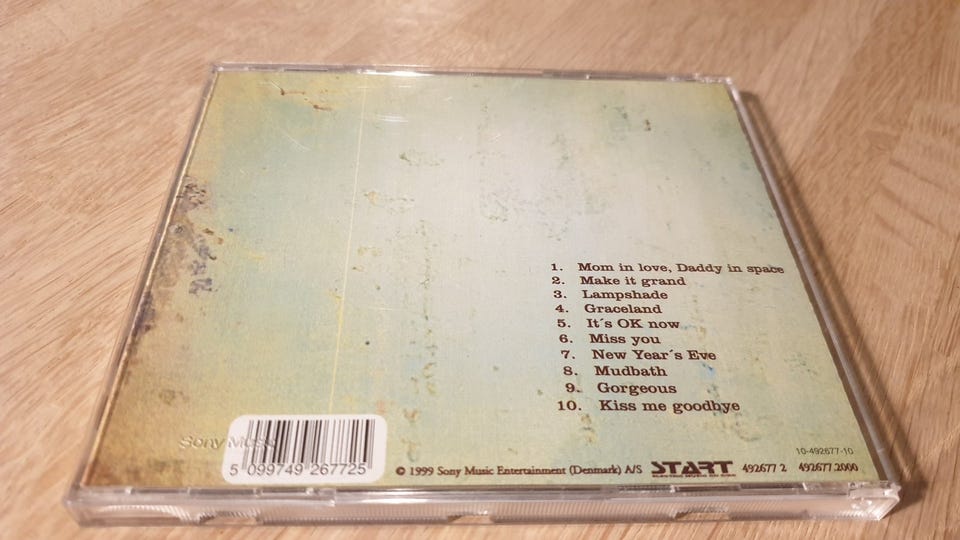 1. Mom in love, Daddy in space
2. Make it grand
3. Lampshade
4. Graceland
5. It´s OK now
6. Miss you
7. New Year´s Eve
8. Mudbath
9. Gorgeous
10. Kiss me goodbye
10-492677-10
Sony Music
5 099749 267725
© 1999 Sony Music Entertainment (Denmark) A/S START 492677 2 492677 2000